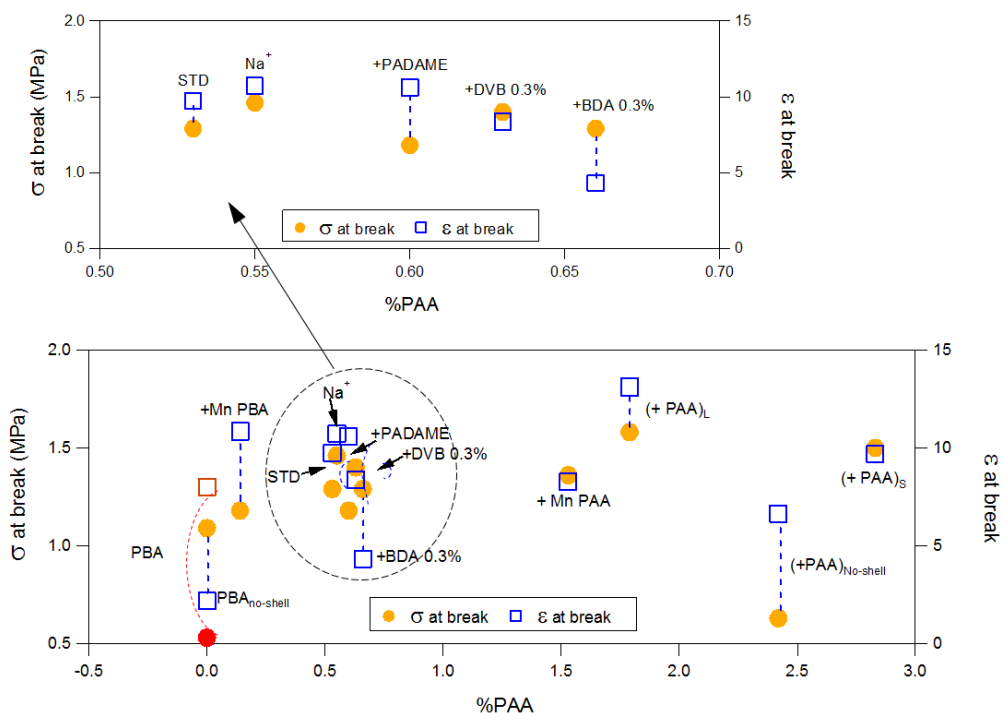 2.0
1.5
1.0
0.5
σ at break (MPa)
15
10
5
0
ε at break
STD
Na+
+PADAME
+DVB 0.3%
+BDA 0.3%
σ at break ε at break
0.50 0.55 0.60 0.65 0.70
%PAA
2.0
1.5
1.0
0.5
σ at break (MPa)
15
10
5
0
ε at break
Na+
+Mn PBA
+PADAME
+DVB 0.3%
STD
(+ PAA)L
(+ PAA)S
+ Mn PAA
PBA
+BDA 0.3%
(+PAA)No-shell
PBAno-shell
σ at break ε at break
-0.5 0.0 0.5 1.0 1.5 2.0 2.5 3.0
%PAA